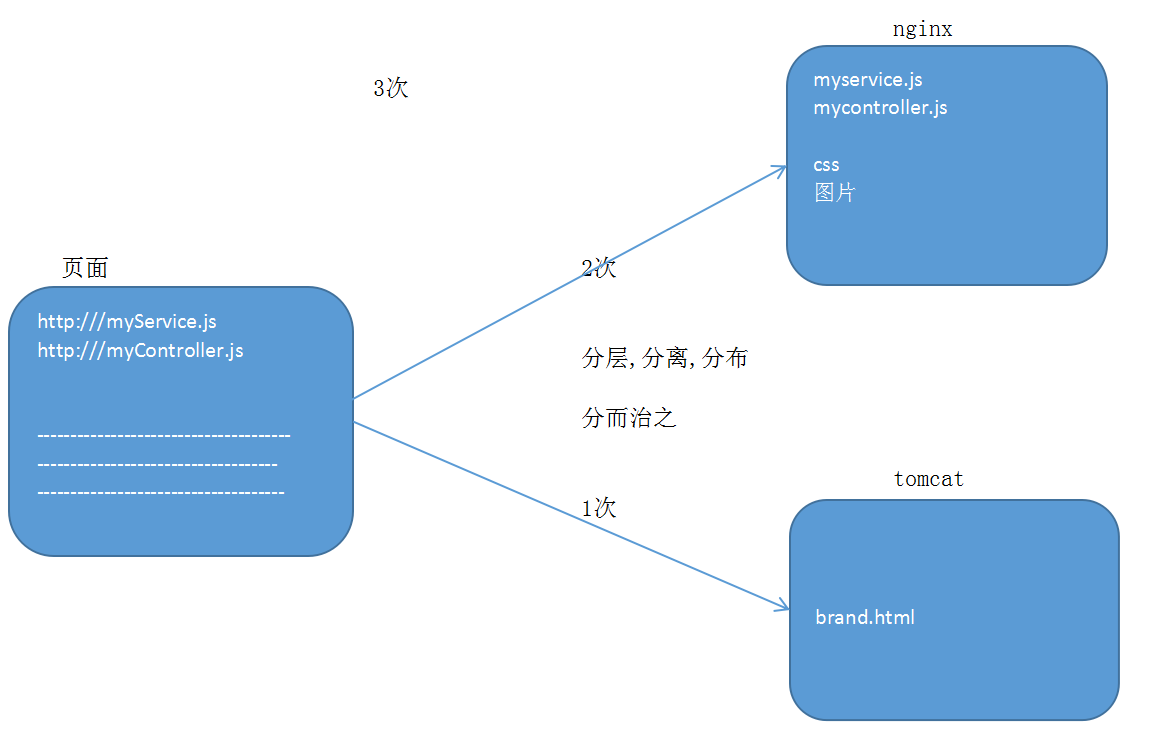 nginx
3次
myservice.js
mycontroller.js
css
图片
页面
http:///myService.js
http:///myController.js
---------------------------------------
-------------------------------------
--------------------------------------
2次
分层,分离,分布
分而治之
1次
tomcat
brand.html